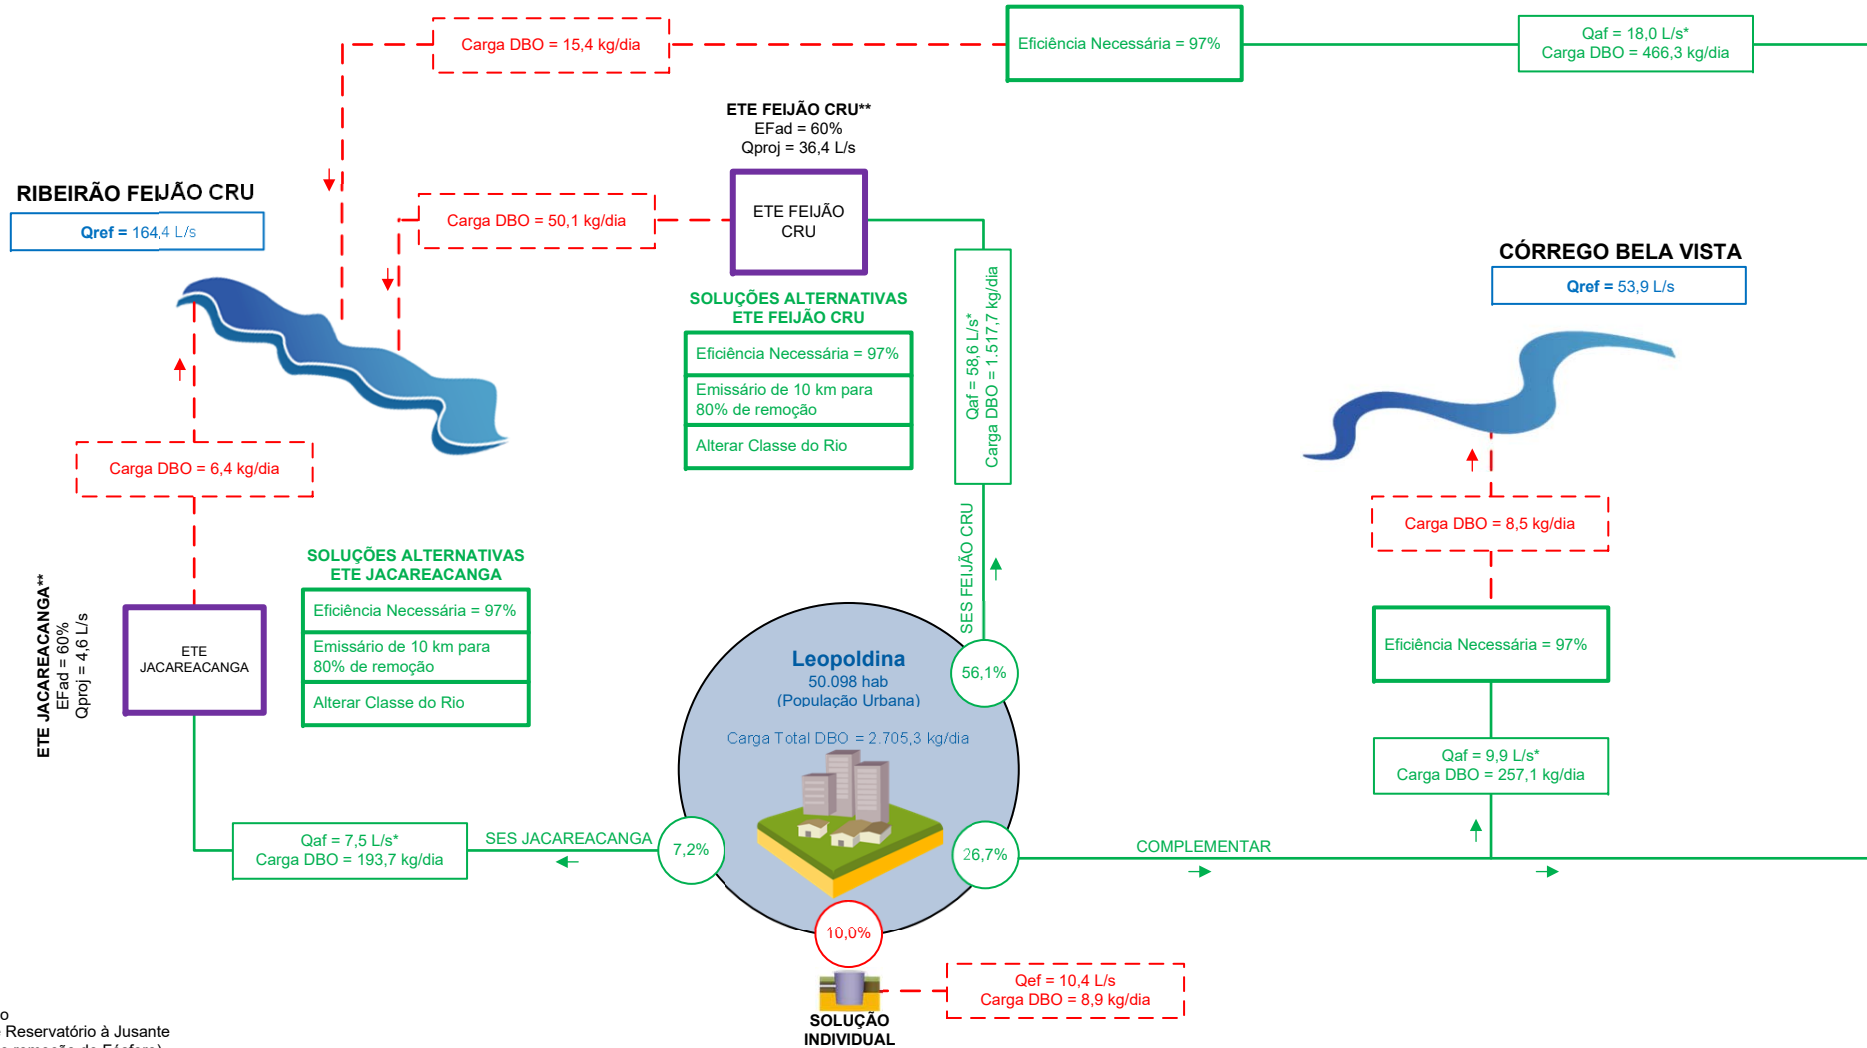 Carga DBO = 15,4 kg/dia
Eficiência Necessária = 97%
Qaf = 18,0 L/s*
Carga DBO = 466,3 kg/dia
ETE FEIJÃO CRU**
EFad = 60%
Qproj = 36,4 L/s
RIBEIRÃO FEIJÃO CRU
Qref = 164,4 L/s
Carga DBO = 50,1 kg/dia
ETE FEIJÃO
CRU
SOLUÇÕES ALTERNATIVAS
ETE FEIJÃO CRU
Eficiência Necessária = 97%
Emissário de 10 km para
80% de remoção
Alterar Classe do Rio
Qaf = 58,6 L/s*
Carga DBO = 1.517,7 kg/dia
SES FEIJÃO CRU
CÓRREGO BELA VISTA
Qref = 53,9 L/s
Carga DBO = 8,5 kg/dia
Eficiência Necessária = 97%
Qaf = 9,9 L/s*
Carga DBO = 257,1 kg/dia
Carga DBO = 6,4 kg/dia
ETE JACAREACANGA**
EFad = 60%
Qproj = 4,6 L/s
ETE
JACAREACANGA
SOLUÇÕES ALTERNATIVAS
ETE JACAREACANGA
Eficiência Necessária = 97%
Emissário de 10 km para
80% de remoção
Alterar Classe do Rio
Leopoldina
50.098 hab
(População Urbana)
Carga Total DBO = 2.705,3 kg/dia
56,1%
7,2%
26,7%
10,0%
Qaf = 7,5 L/s*
Carga DBO = 193,7 kg/dia
SES JACAREACANGA
COMPLEMENTAR
Qef = 10,4 L/s
Carga DBO = 8,9 kg/dia
SOLUÇÃO
INDIVIDUAL
o
Reservatório à Jusante